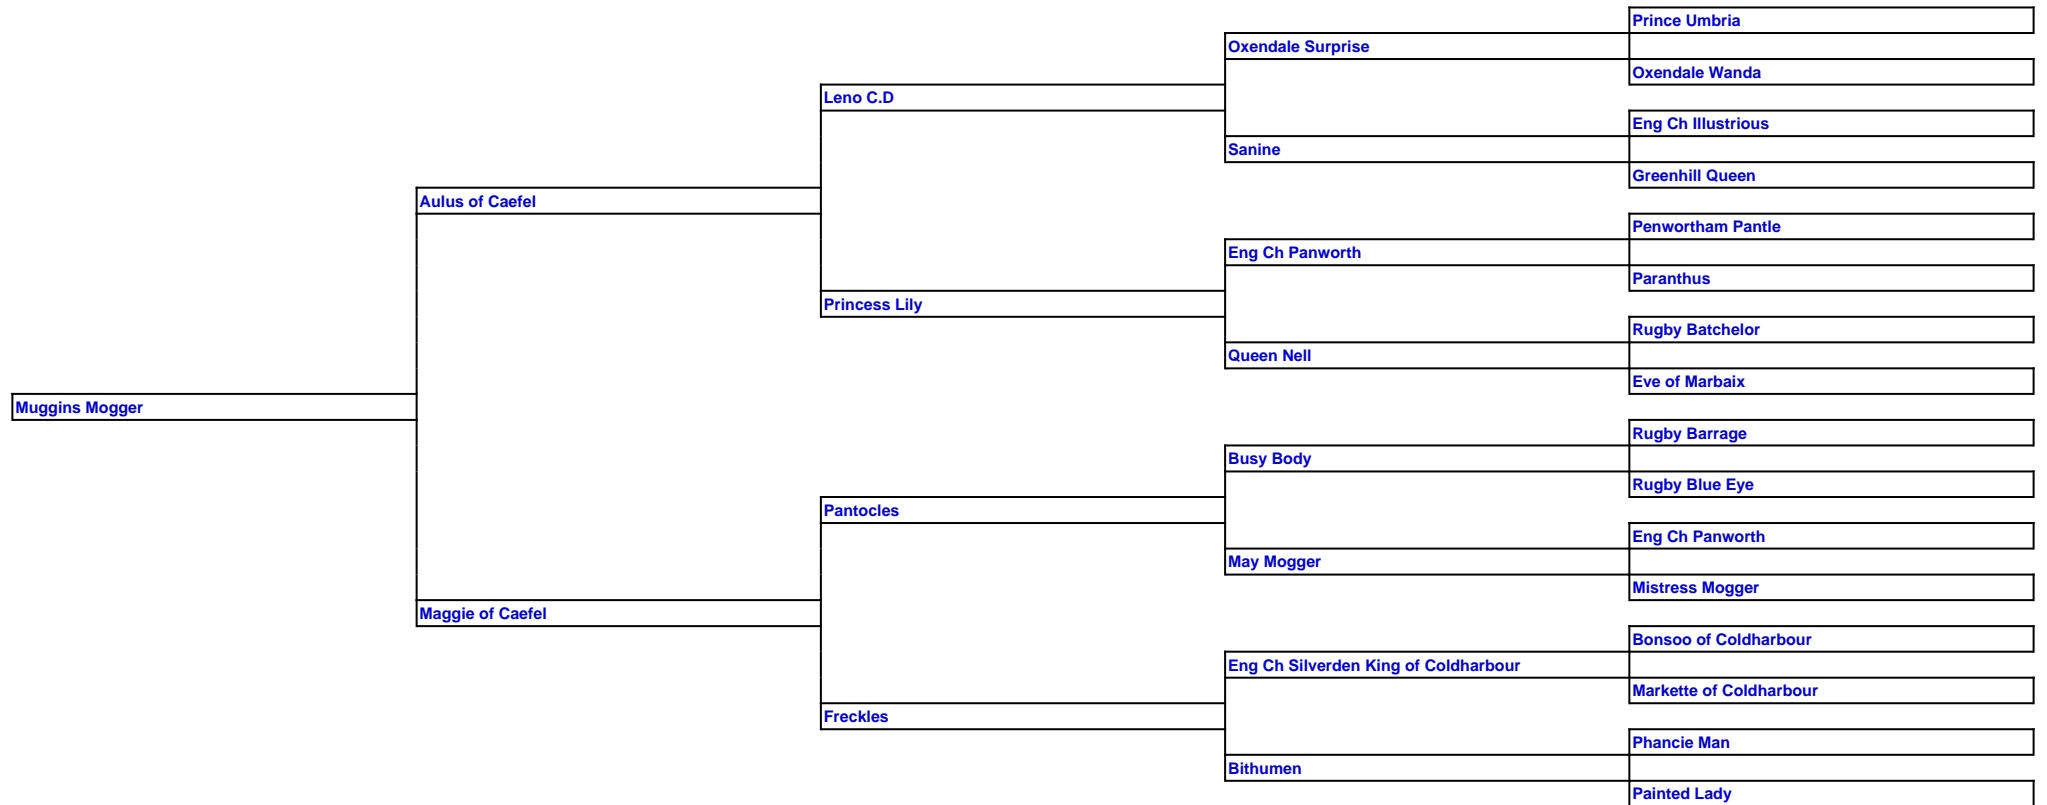 Prince Umbria
Oxendale Surprise
Oxendale Wanda
Leno C.D
Eng Ch Illustrious
Sanine
Greenhill Queen
Aulus of Caefel
Penwortham Pantle
Eng Ch Panworth
Paranthus
Princess Lily
Rugby Batchelor
Queen Nell
Eve of Marbaix
Muggins Mogger
Rugby Barrage
Busy Body
Rugby Blue Eye
Pantocles
Eng Ch Panworth
May Mogger
Mistress Mogger
Maggie of Caefel
Bonsoo of Coldharbour
Eng Ch Silverden King of Coldharbour
Markette of Coldharbour
Freckles
Phancie Man
Bithumen
Painted Lady